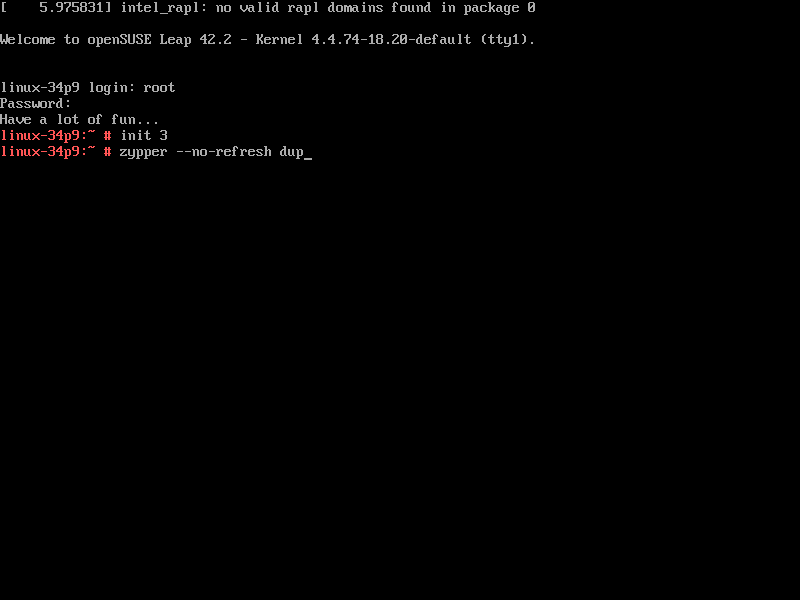 [    5.975831] intel_rapl: no valid rapl domains found in package 0
Welcome to openSUSE Leap 42.2 - Kernel 4.4.74-18.20-default (tty1).
linux-34p9 login: root
Password:
Have a lot of fun...
linux-34p9:~ # init 3
linux-34p9:~ # zypper --no-refresh dup_